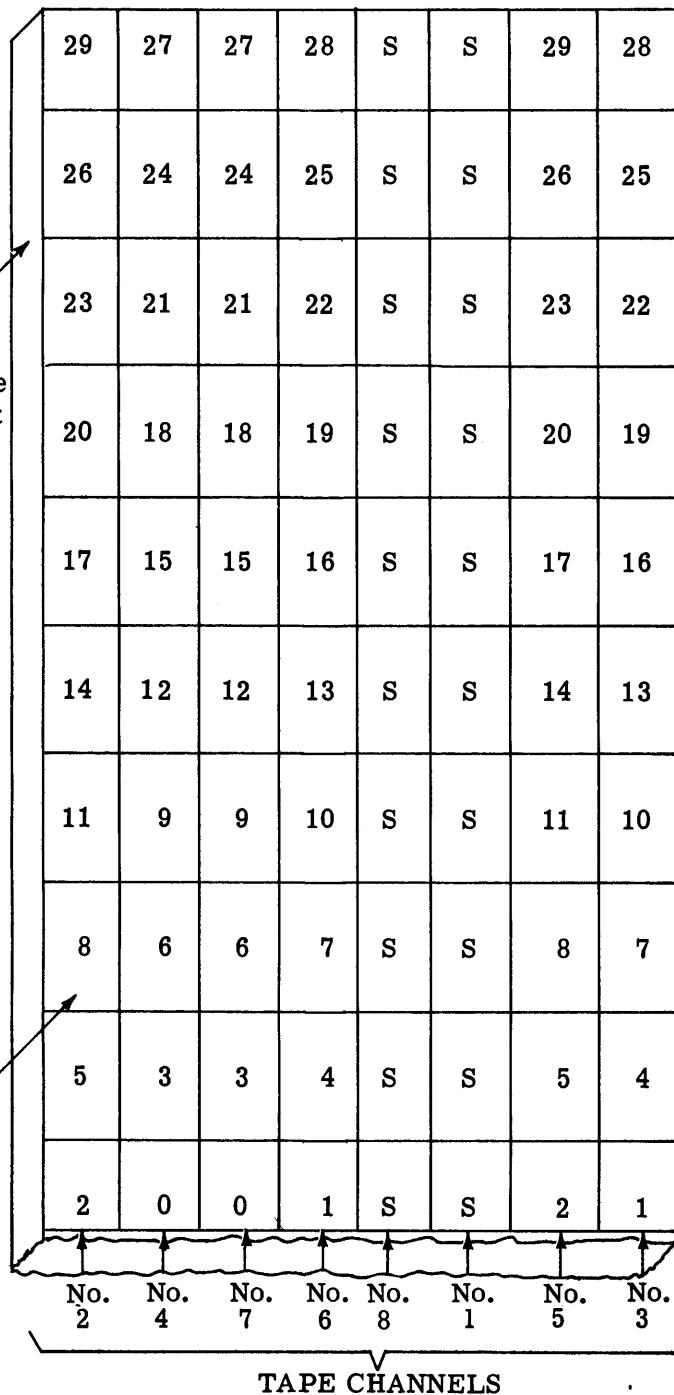 29 27 27 28 S S 29 28
26 24 24 25 S S 26 25
23 21 21 22 S S 23 22
e
20 18 18 19 S S 20 19
17 15 15 16 S S 17 16
14 12 12 13 S S 14 13
11 9 9 10 S S 11 10
8 6 6 7 S S 8 7
5 3 3 4 S S 5 4
2 0 0 1 S S 2 1
No. No. No. No. No. No. No. No.
2 4 7 6 8 1 5 3
TAPE CHANNELS